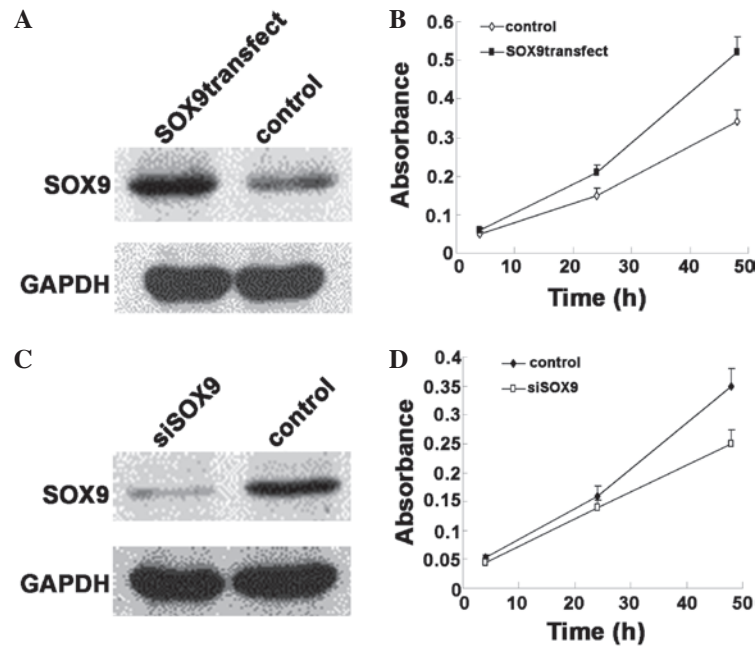 A
SOX9transfect
control
SOX9
GAPDH
B
control
SOX9transfect
Absorbance
0.6
0.5
0.4
0.3
0.2
0.1
0
0 10 20 30 40 50
Time (h)
C
siSOX9
control
SOX9
GAPDH
D
control
siSOX9
Absorbance
0.4
0.35
0.3
0.25
0.2
0.15
0.1
0.05
0
0 10 20 30 40 50
Time (h)